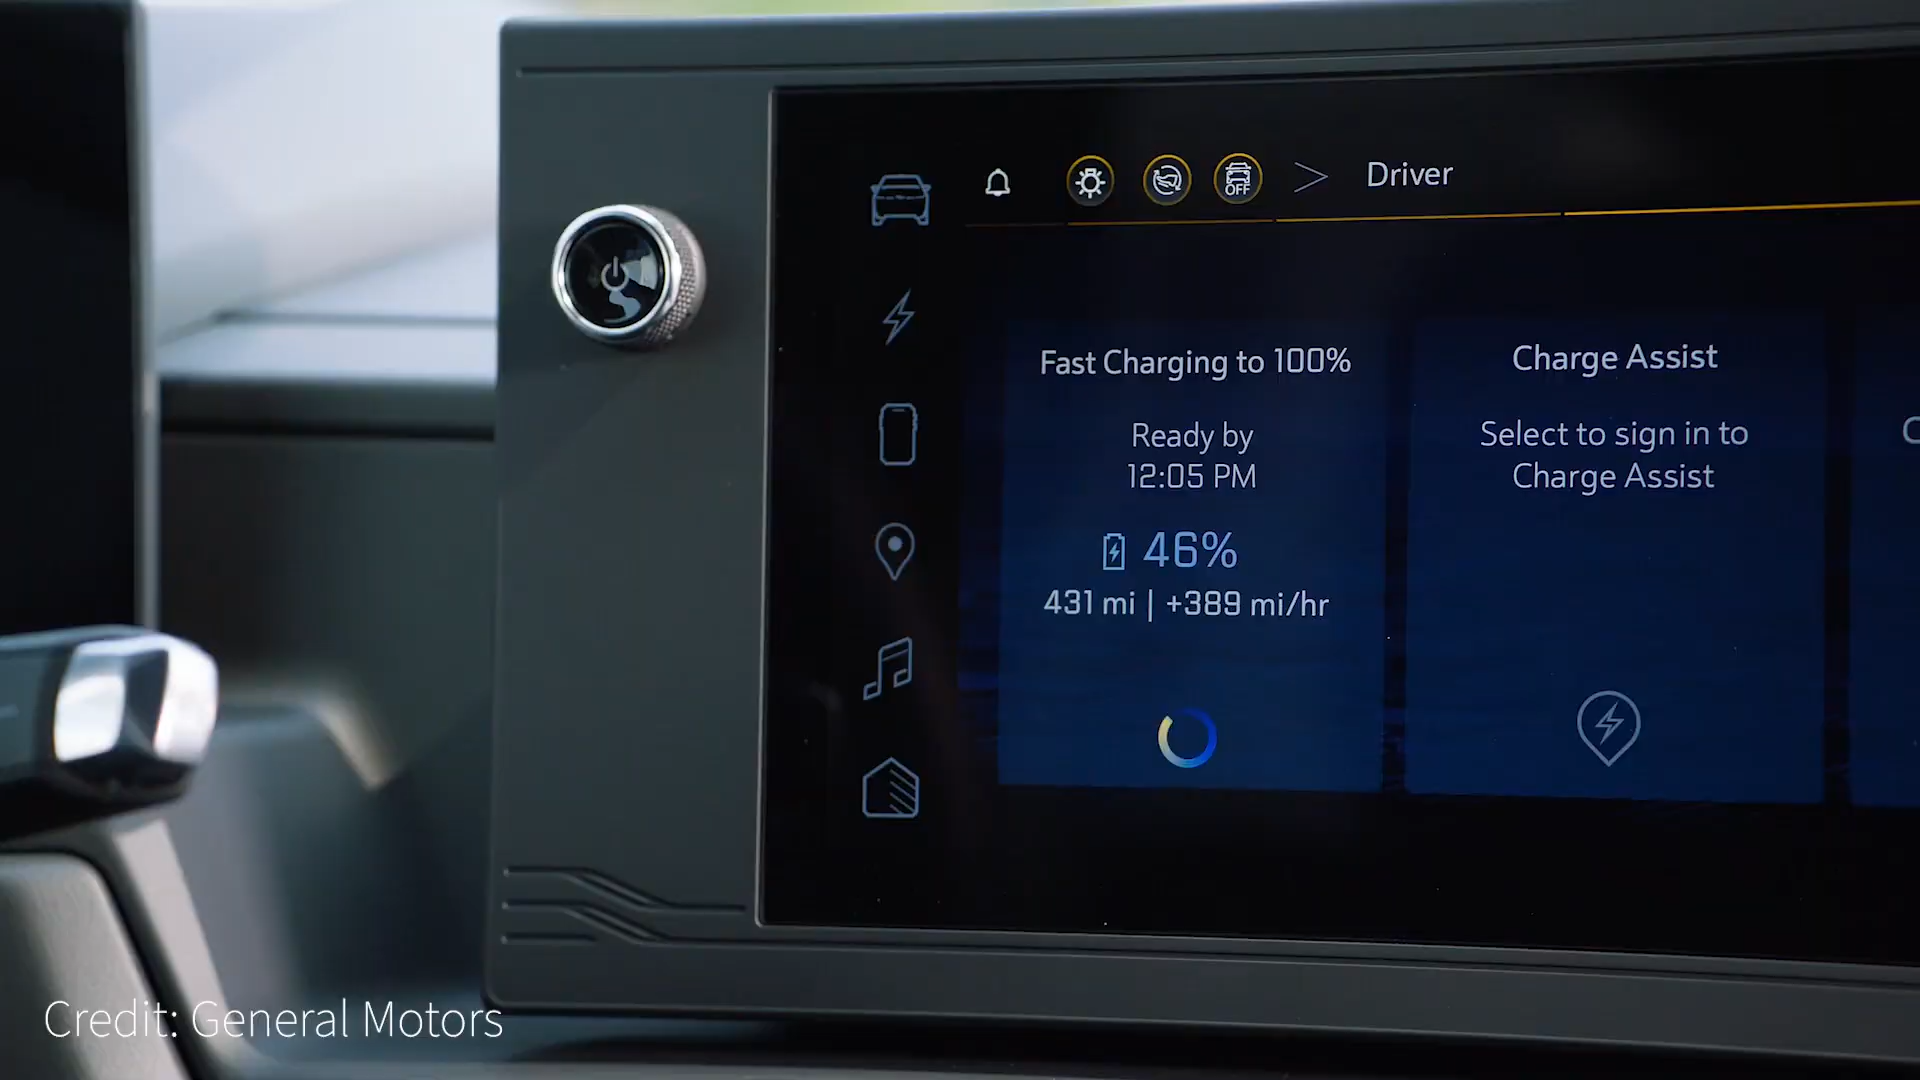 OFF
Driver
Fast Charging to 100%
Ready by
12:05 PM
46%
431 mi | +389 mi/hr
Charge Assist
Select to sign in to
Charge Assist
Credit: General Motors